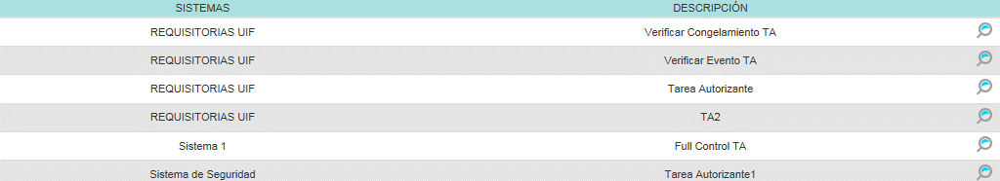 SISTEMAS DESCRIPCIÓN
REQUISITORIAS UIF Verificar Congelamiento TA
REQUISITORIAS UIF Verificar Evento TA
REQUISITORIAS UIF Tarea Autorizante
REQUISITORIAS UIF TA2
Sistema 1 Full Control TA
Sistema de Seguridad Tarea Autorizante1